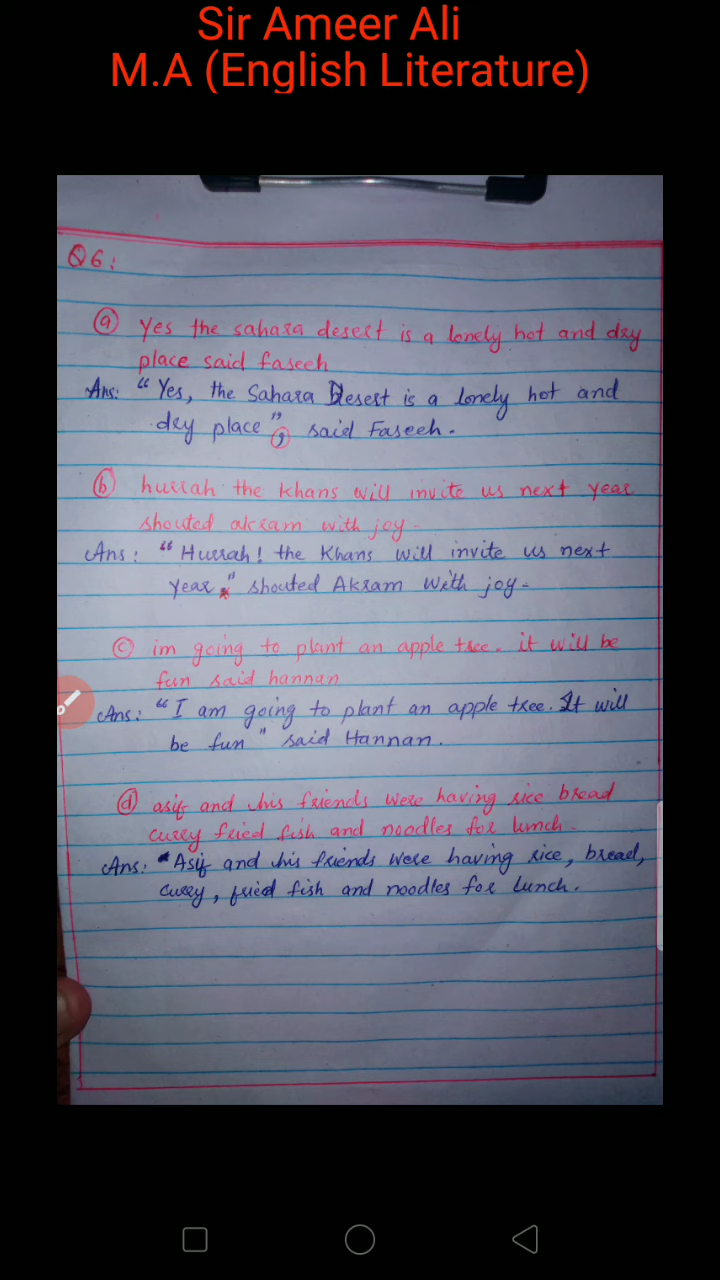 Sir Ameer Ali
M.A (English Literature)
Q6:
(a) Yes the sahara desert is a lonely hot and dry
place said faseeh
Ans: “Yes, the Sahara Desert is a lonely hot and
dry place”, said Faseeh.
(b) hurrah the khans will invite us next year
shouted akram with joy.
Ans: “Hurrah! the Khans will invite us next
year” shouted Akram with joy.
(c) im going to plant an apple tree. it will be
fun said hannan
Ans: “I am going to plant an apple tree. It will
be fun” said Hannan.
(d) asif and his friends were having rice bread
curry fried fish and noodles for lunch.
Ans: Asif and his friends were having rice, bread,
curry, fried fish and noodles for lunch.